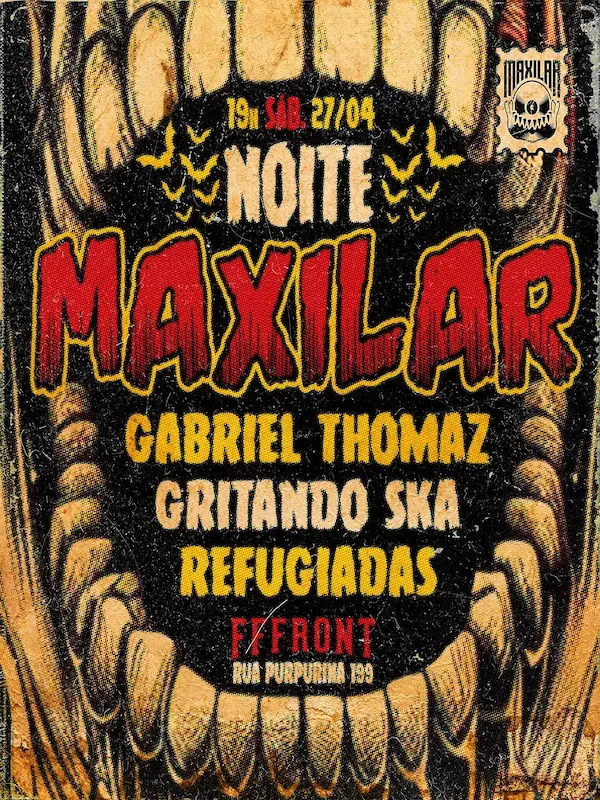 MAXILAR
19H SÁB. 27/04
NOITE
MAXILAR
GABRIEL THOMAZ
GRITANDO SKA
REFUGIADAS
FFFRONT
RUA PURPURINA 199